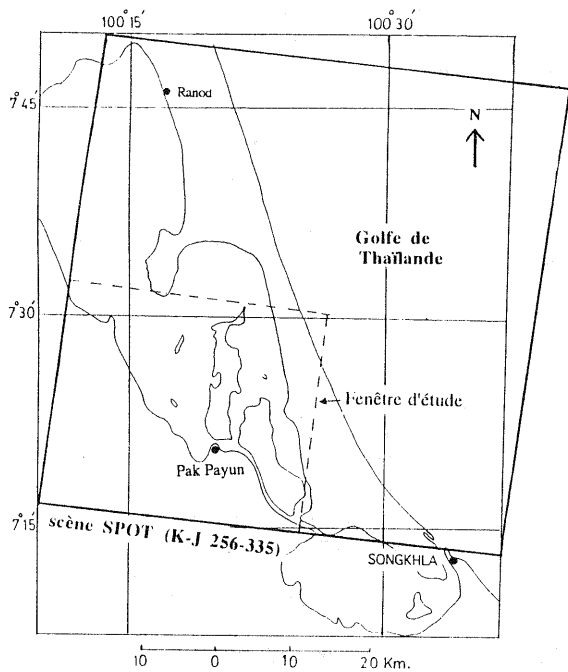 100° 15' 100° 30'
Ranod
7° 45'
N
Golfe de
Thaïlande
7° 30'
Fenêtre d'étude
Pak Payun
7° 15'
scène SPOT (K-J 256-335)
SONGKHLA
10 0 10 20 Km.